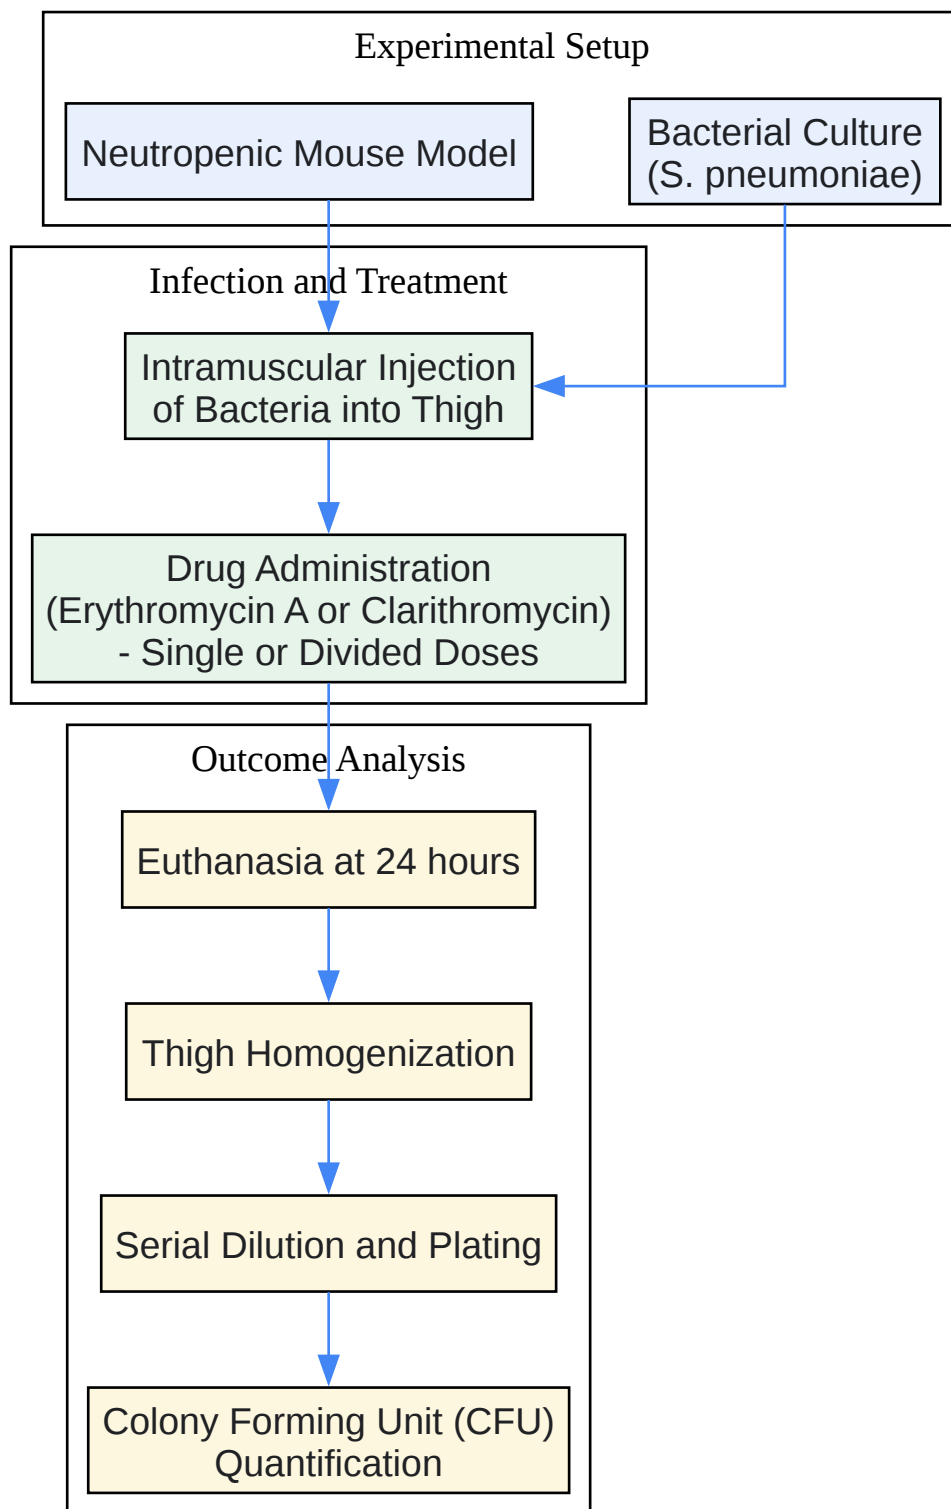 Experimental Setup
Neutropenic Mouse Model
Bacterial Culture
(S. pneumoniae)
Infection and Treatment
Intramuscular Injection
of Bacteria into Thigh
Drug Administration
(Erythromycin A or Clarithromycin)
- Single or Divided Doses
Outcome Analysis
Euthanasia at 24 hours
Thigh Homogenization
Serial Dilution and Plating
Colony Forming Unit (CFU)
Quantification